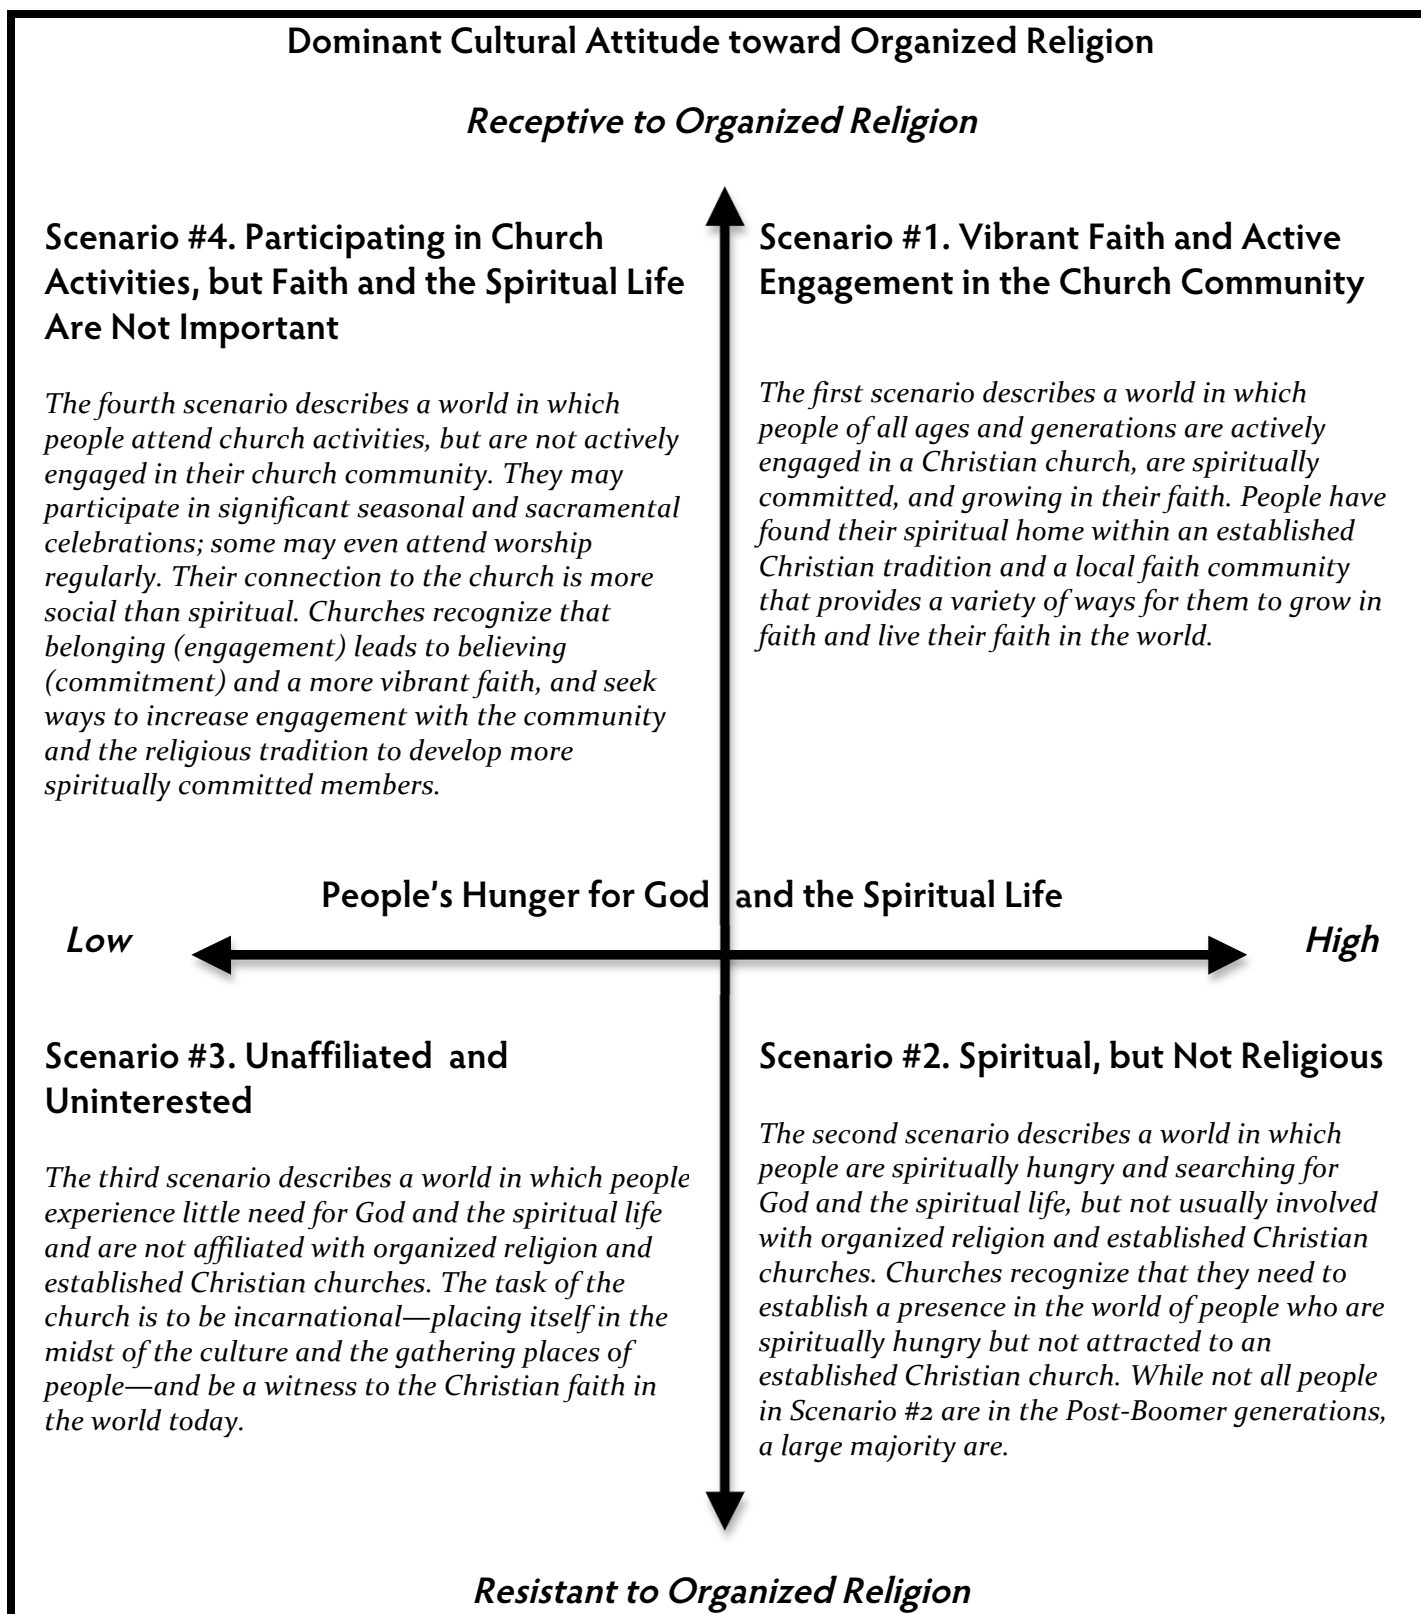 Dominant Cultural Attitude toward Organized Religion
Receptive to Organized Religion
Scenario #4. Participating in Church
Activities, but Faith and the Spiritual Life
Are Not Important
The fourth scenario describes a world in which
people attend church activities, but are not actively
engaged in their church community. They may
participate in significant seasonal and sacramental
celebrations; some may even attend worship
regularly. Their connection to the church is more
social than spiritual. Churches recognize that
belonging (engagement) leads to believing
(commitment) and a more vibrant faith, and seek
ways to increase engagement with the community
and the religious tradition to develop more
spiritually committed members.
Scenario #1. Vibrant Faith and Active
Engagement in the Church Community
The first scenario describes a world in which
people of all ages and generations are actively
engaged in a Christian church, are spiritually
committed, and growing in their faith. People have
found their spiritual home within an established
Christian tradition and a local faith community
that provides a variety of ways for them to grow in
faith and live their faith in the world.
People's Hunger for God and the Spiritual Life
Low
High
Scenario #3. Unaffiliated and
Uninterested
The third scenario describes a world in which people
experience little need for God and the spiritual life
and are not affiliated with organized religion and
established Christian churches. The task of the
church is to be incarnational—placing itself in the
midst of the culture and the gathering places of
people—and be a witness to the Christian faith in
the world today.
Scenario #2. Spiritual, but Not Religious
The second scenario describes a world in which
people are spiritually hungry and searching for
God and the spiritual life, but not usually involved
with organized religion and established Christian
churches. Churches recognize that they need to
establish a presence in the world of people who are
spiritually hungry but not attracted to an
established Christian church. While not all people
in Scenario #2 are in the Post-Boomer generations,
a large majority are.
Resistant to Organized Religion